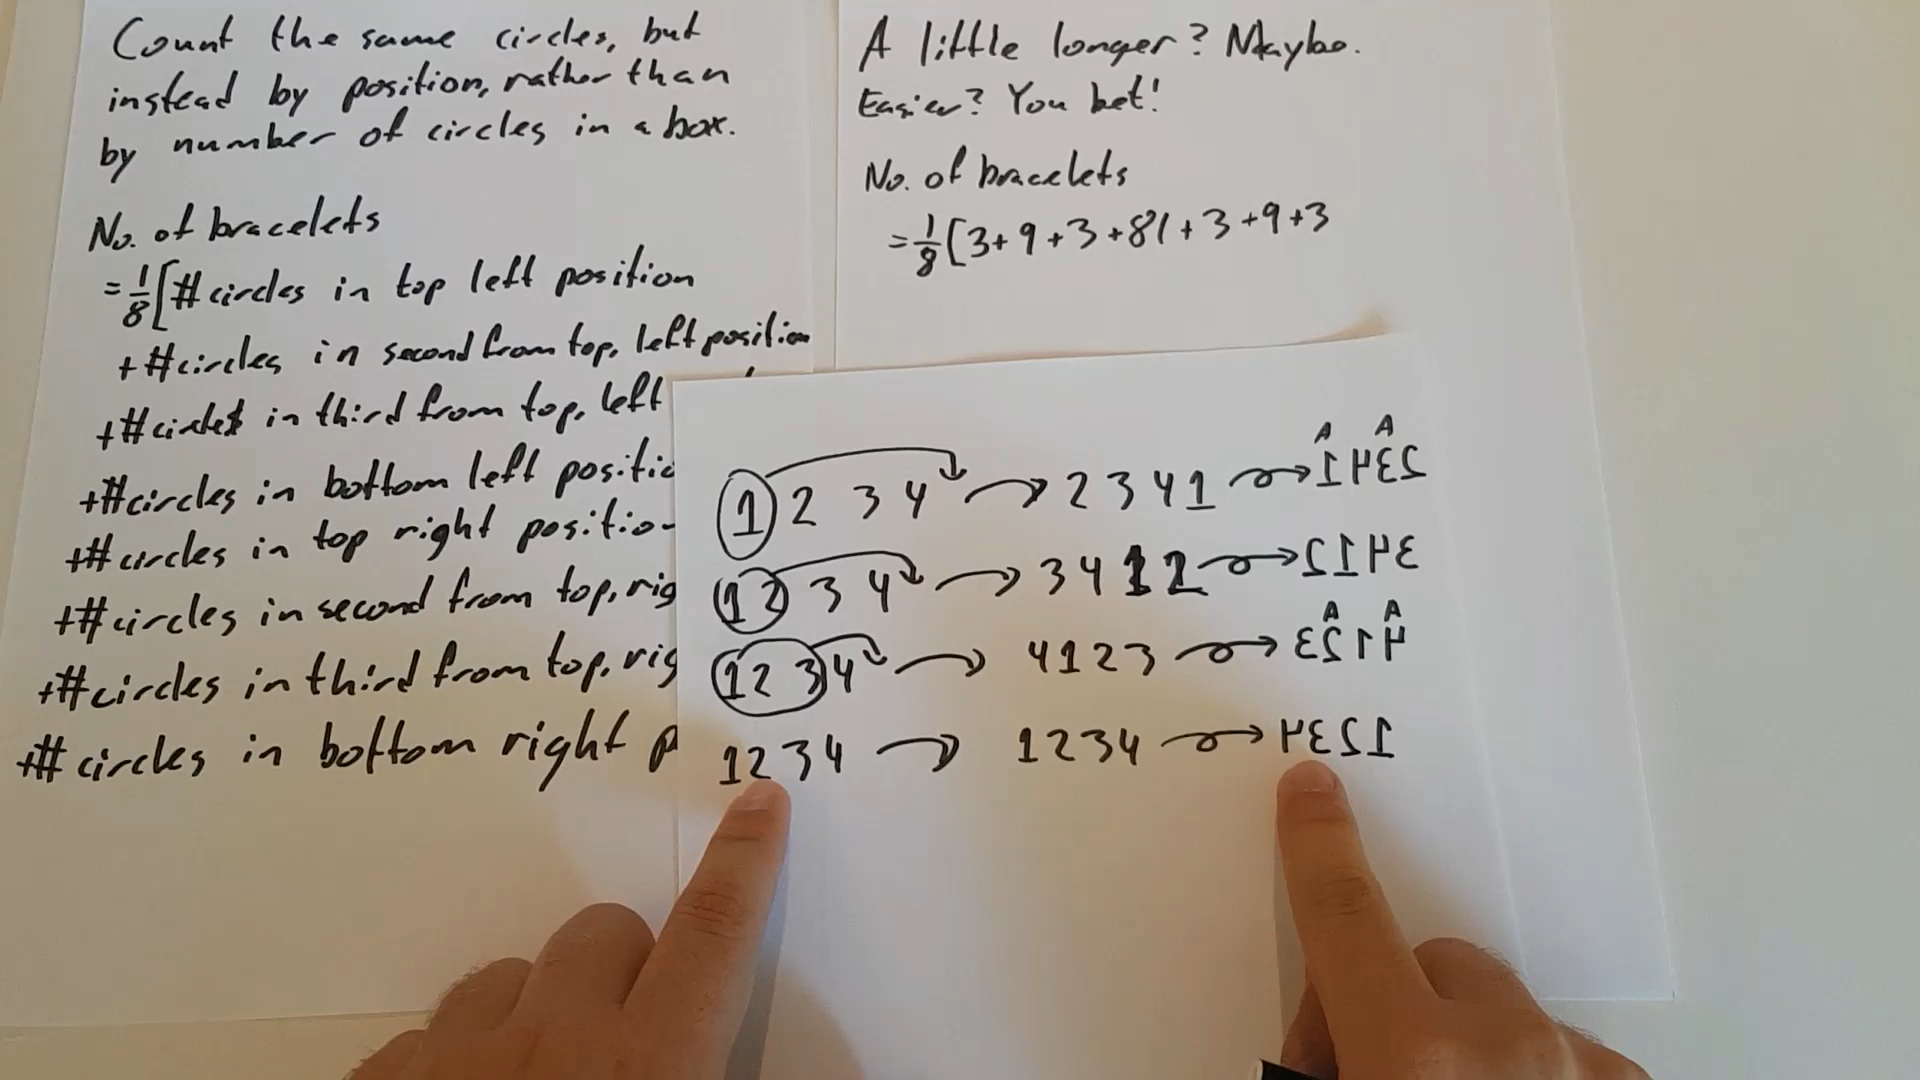 Count the same circles, but
instead by position, rather than
by number of circles in a box.
No. of bracelets
=1/8[#circles in top left position
+#circles in second from top, left position
+#circles in third from top, left
+#circles in bottom left positio
+#circles in top right position
+#circles in second from top, rig
+#circles in third from top, rig
+# circles in bottom right p
A little longer? Maybe.
Easier? You bet!
No. of bracelets
=1/8[3+9+3+81+3+9+3
A A
1 2 3 4 → 2 3 4 1 → 1432
1 2 3 4 → 3 4 1 2 → 2143
A A
1 2 3 4 → 4 1 2 3 → 3214
1 2 3 4 → 1 2 3 4 → 4321